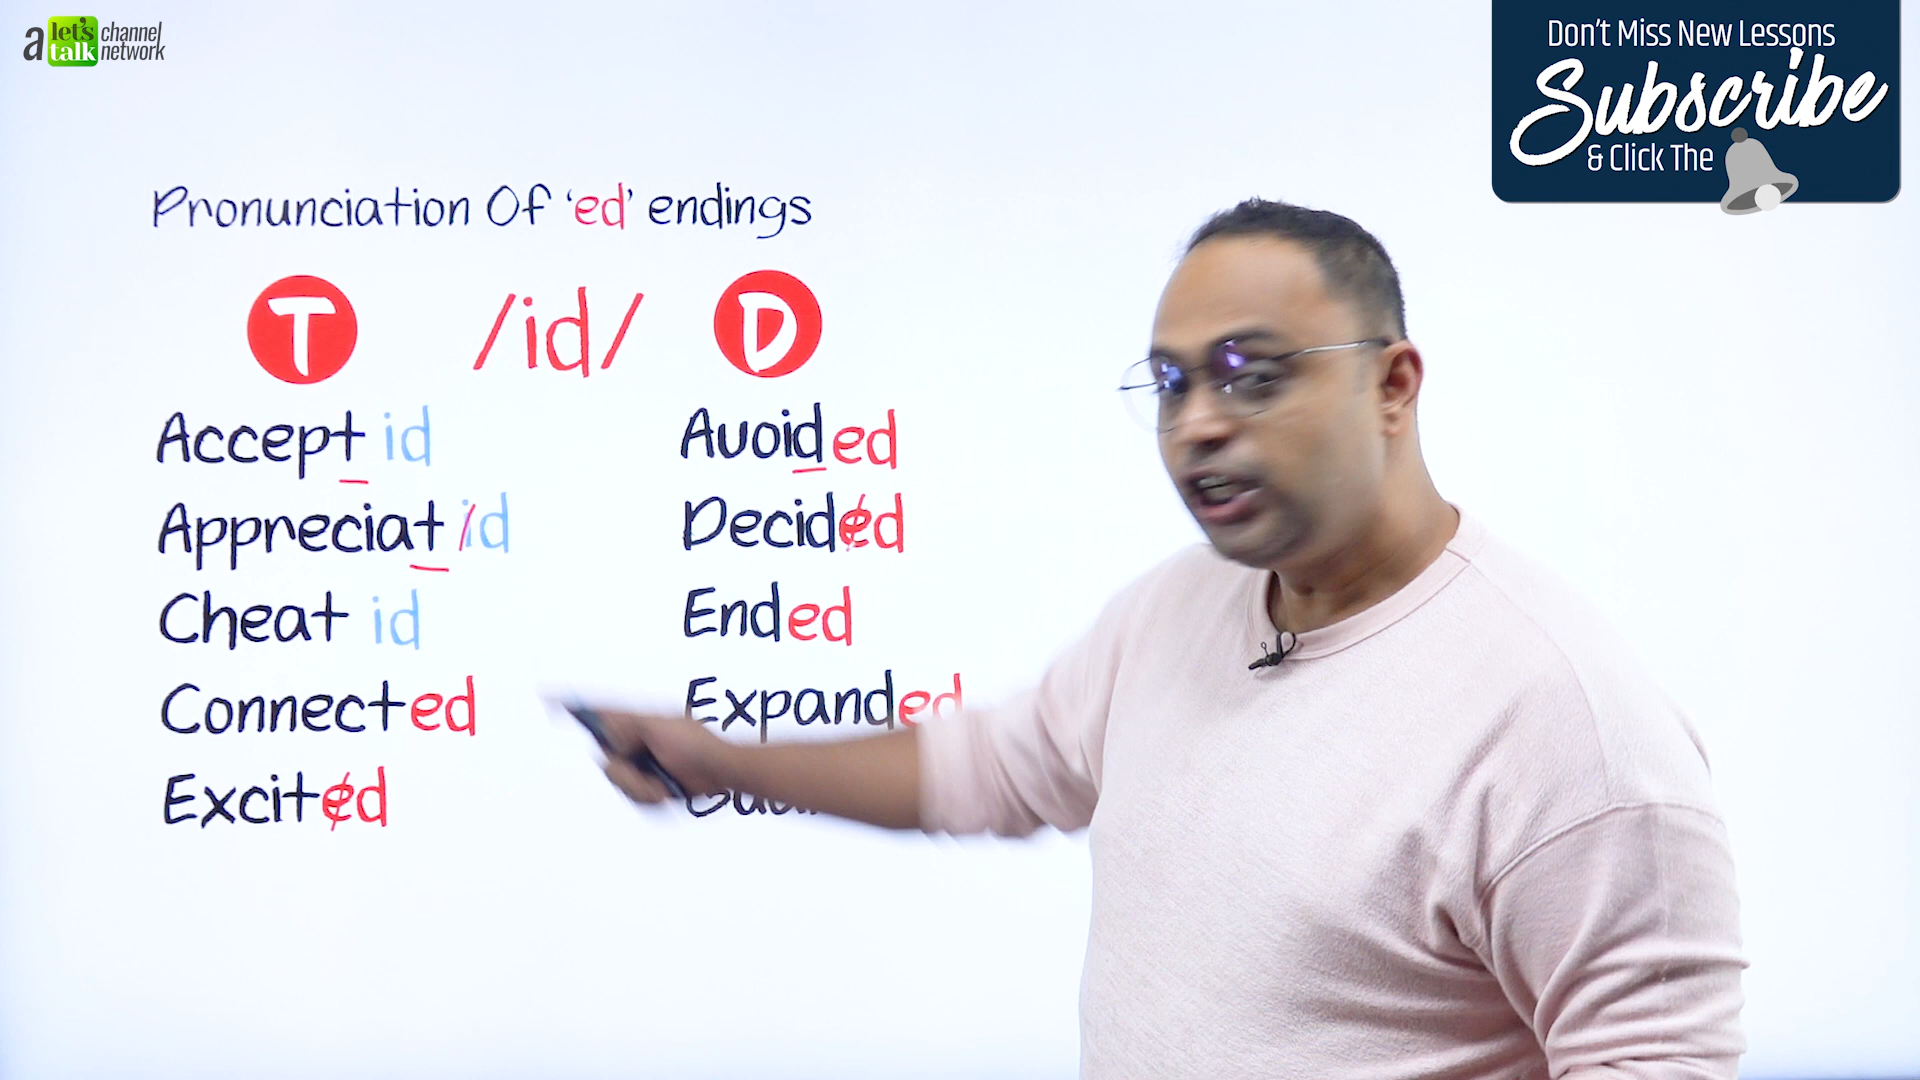 a let's talk channel network
Don't Miss New Lessons
Subscribe
& Click The
Pronunciation Of 'ed' endings
T /id/ D
Accept id
Appreciat id
Cheat id
Connected
Excited
Avoided
Decided
Ended
Expanded